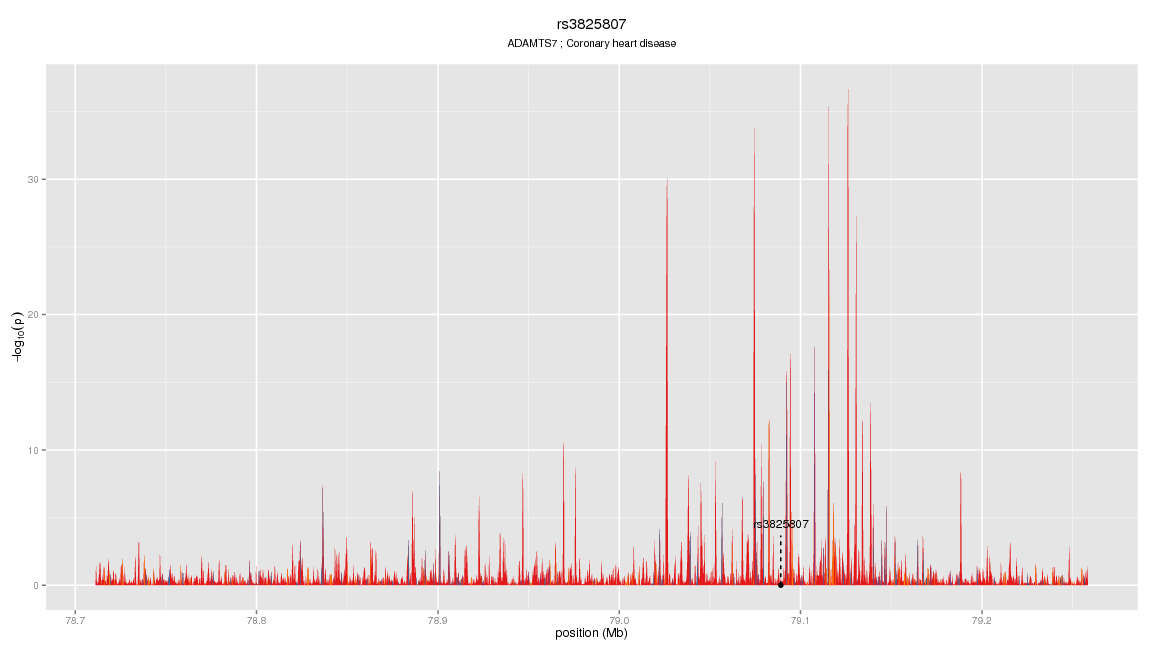 rs3825807
ADAMTS7 ; Coronary heart disease
−log10(p)
30
20
10
0
rs3825807
78.7 78.8 78.9 79.0 79.1 79.2
position (Mb)